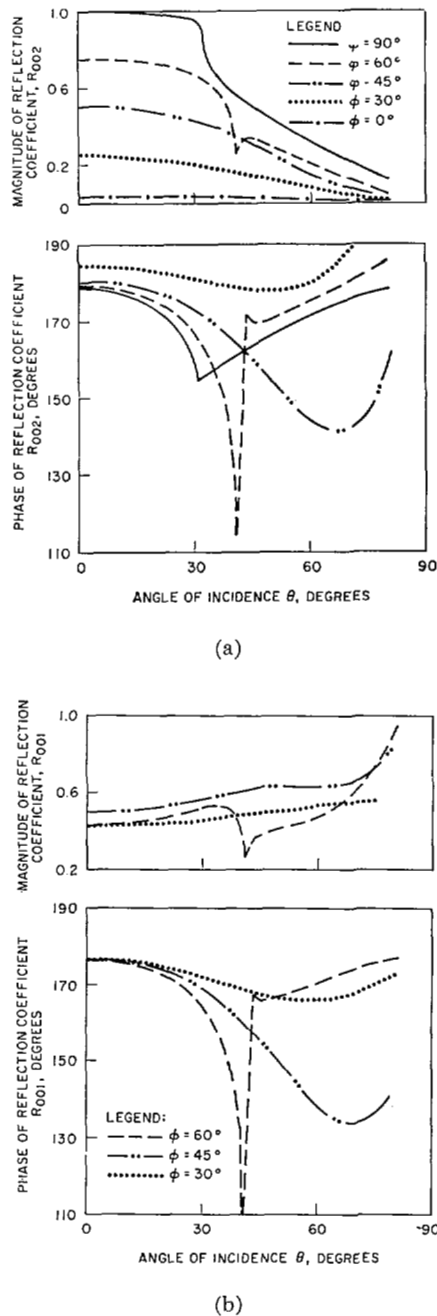 1.0
0.6
0.2
0
MAGNITUDE OF REFLECTION
COEFFICIENT, R002
LEGEND
φ = 90°
φ = 60°
φ - 45°
φ = 30°
φ = 0°
190
170
150
130
110
PHASE OF REFLECTION COEFFICIENT
R002, DEGREES
0
30
60
90
ANGLE OF INCIDENCE θ, DEGREES
(a)
1.0
0.6
0.2
MAGNITUDE OF REFLECTION
COEFFICIENT, R001
190
170
150
130
110
PHASE OF REFLECTION COEFFICIENT
R001, DEGREES
LEGEND:
φ = 60°
φ = 45°
φ = 30°
0
30
60
90
ANGLE OF INCIDENCE θ, DEGREES
(b)